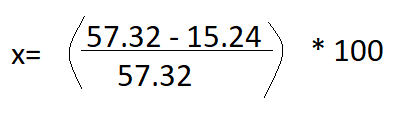 57.32 - 15.24
x= ( ) * 100
57.32